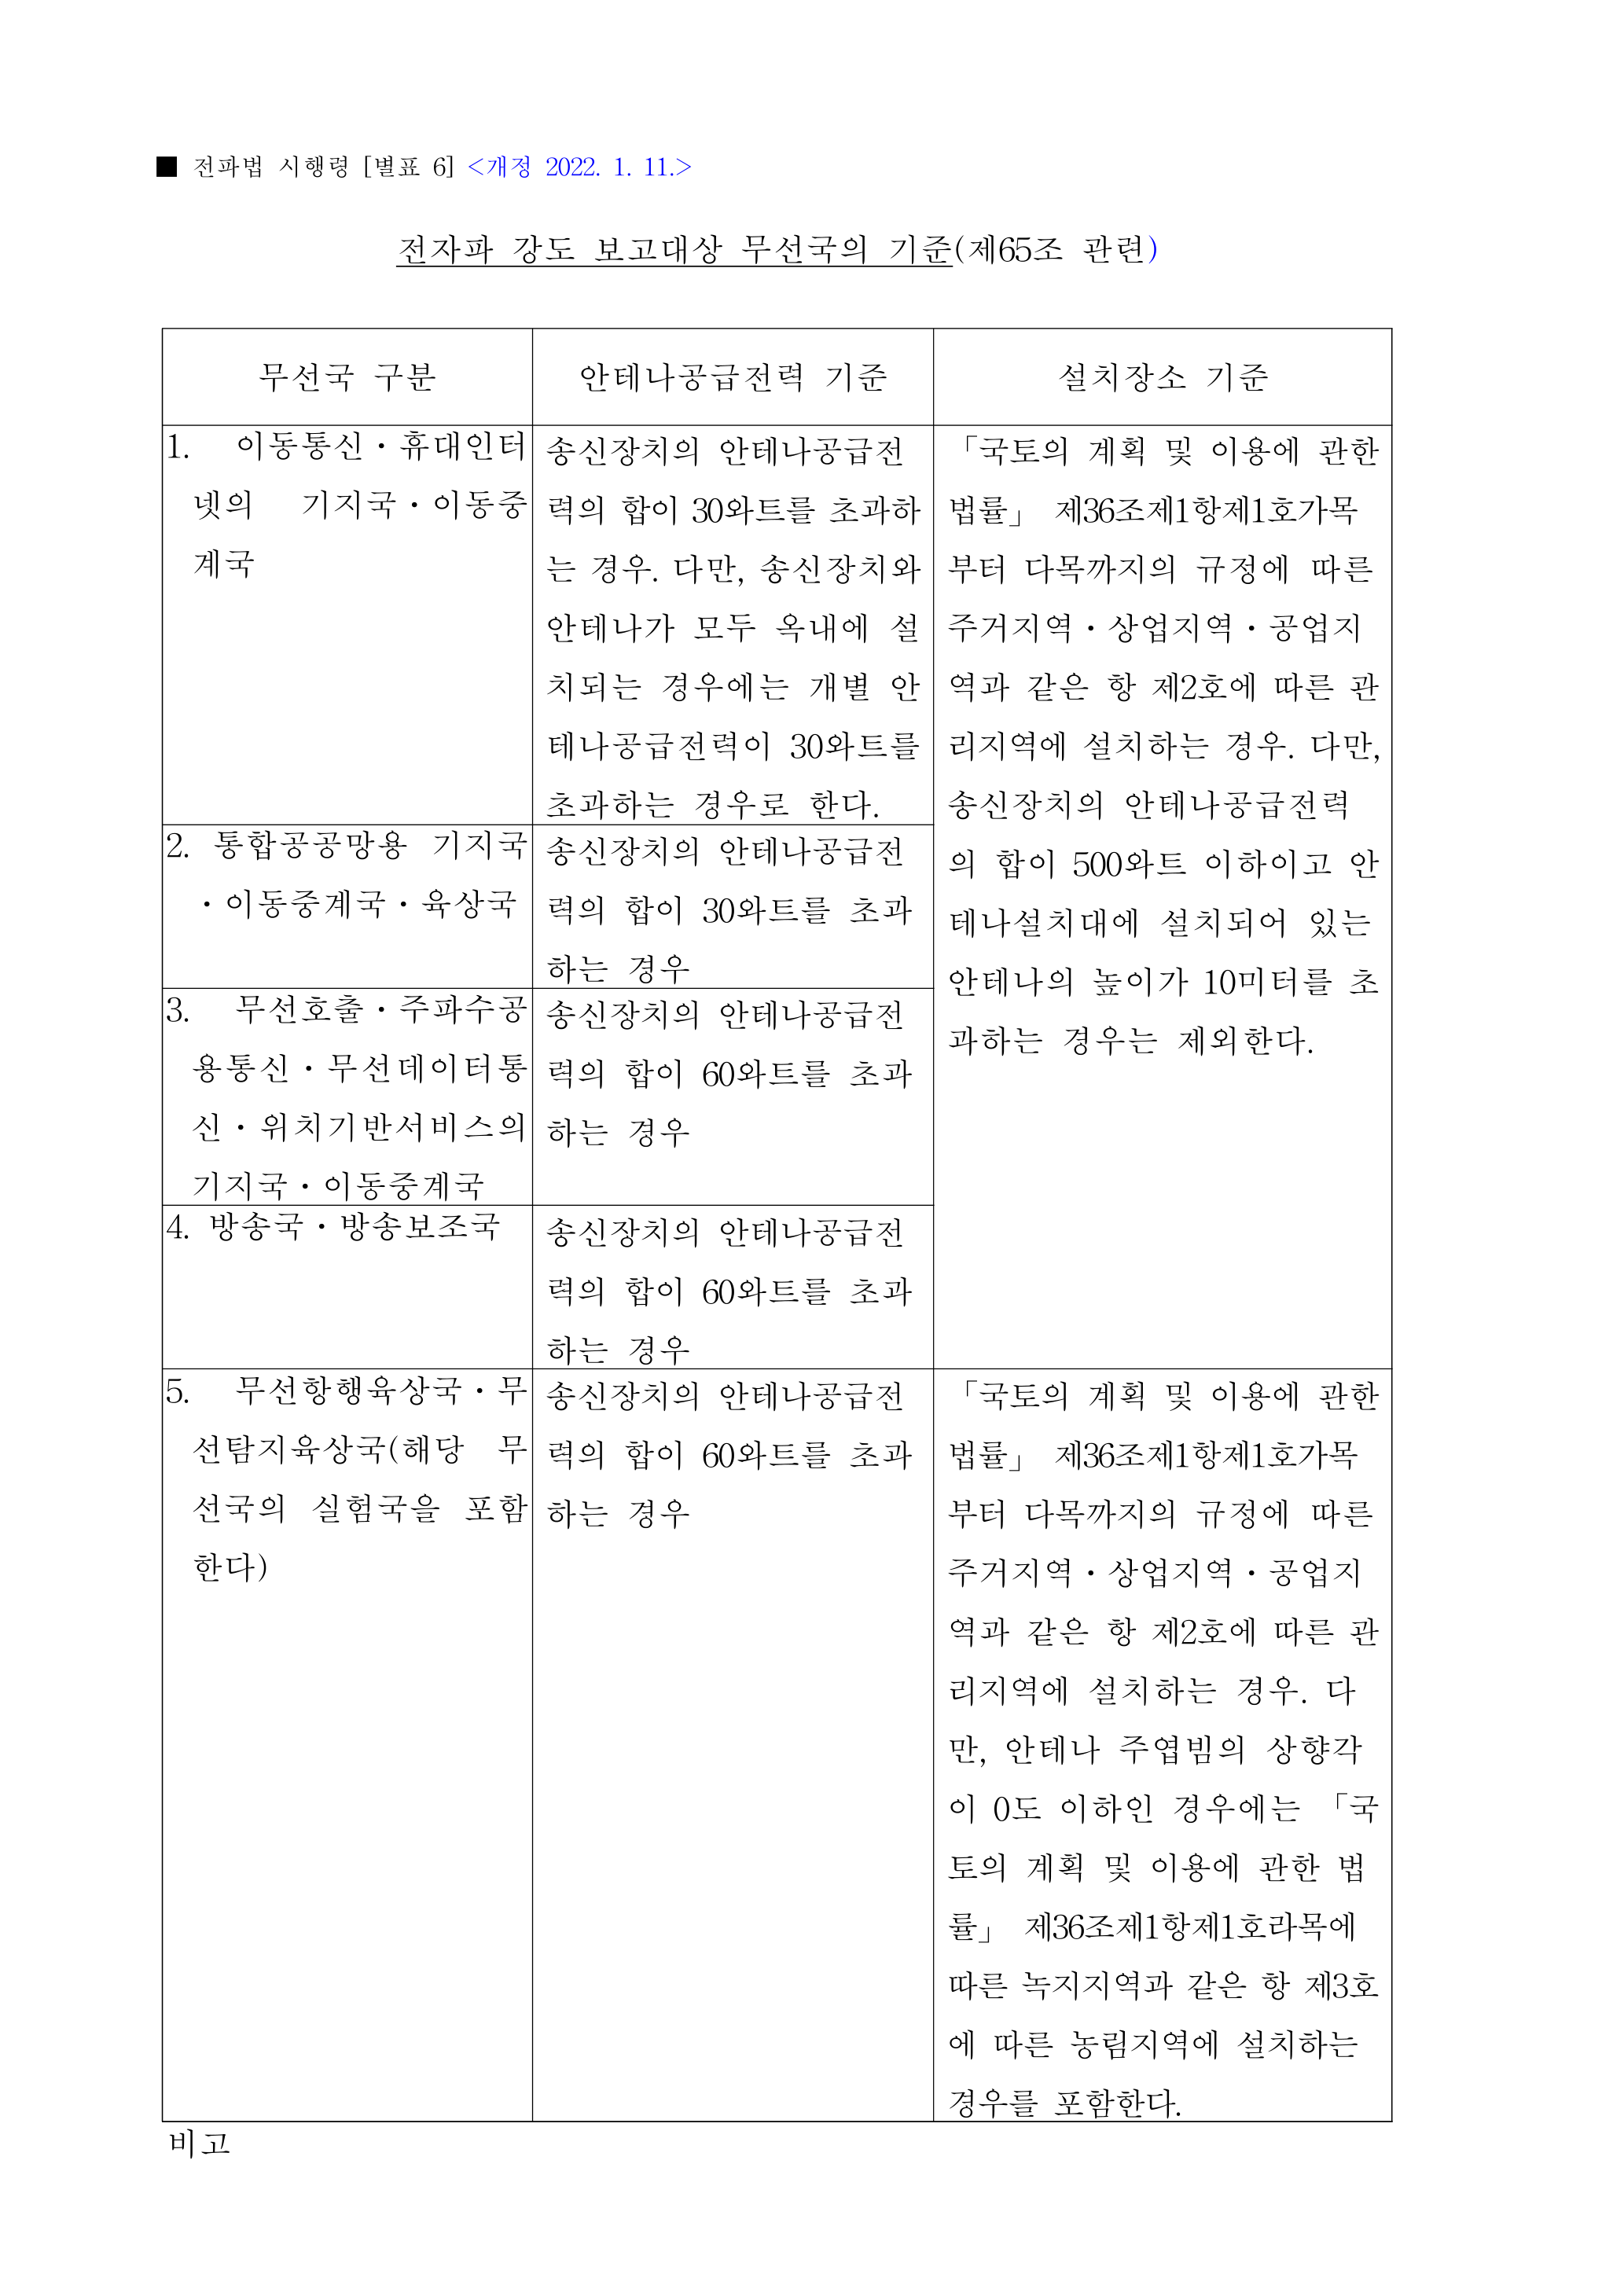 ■ 전파법 시행령 [별표 6] <개정 2022. 1. 11.>
전자파 강도 보고대상 무선국의 기준(제65조 관련)
무선국 구분
안테나공급전력 기준
설치장소 기준
1. 이동통신·휴대인터
넷의 기지국·이동중
계국
송신장치의 안테나공급전
력의 합이 30와트를 초과하
는 경우. 다만, 송신장치와
안테나가 모두 옥내에 설
치되는 경우에는 개별 안
테나공급전력이 30와트를
초과하는 경우로 한다.
「국토의 계획 및 이용에 관한
법률」 제36조제1항제1호가목
부터 다목까지의 규정에 따른
주거지역·상업지역·공업지
역과 같은 항 제2호에 따른 관
리지역에 설치하는 경우. 다만,
송신장치의 안테나공급전력
의 합이 500와트 이하이고 안
테나설치대에 설치되어 있는
안테나의 높이가 10미터를 초
과하는 경우는 제외한다.
2. 통합공공망용 기지국
·이동중계국·육상국
송신장치의 안테나공급전
력의 합이 30와트를 초과
하는 경우
3. 무선호출·주파수공
용통신·무선데이터통
신·위치기반서비스의
기지국·이동중계국
송신장치의 안테나공급전
력의 합이 60와트를 초과
하는 경우
4. 방송국·방송보조국
송신장치의 안테나공급전
력의 합이 60와트를 초과
하는 경우
5. 무선항행육상국·무
선탐지육상국(해당 무
선국의 실험국을 포함
한다)
송신장치의 안테나공급전
력의 합이 60와트를 초과
하는 경우
「국토의 계획 및 이용에 관한
법률」 제36조제1항제1호가목
부터 다목까지의 규정에 따른
주거지역·상업지역·공업지
역과 같은 항 제2호에 따른 관
리지역에 설치하는 경우. 다
만, 안테나 주엽빔의 상향각
이 0도 이하인 경우에는 「국
토의 계획 및 이용에 관한 법
률」 제36조제1항제1호라목에
따른 녹지지역과 같은 항 제3호
에 따른 농림지역에 설치하는
경우를 포함한다.
비고